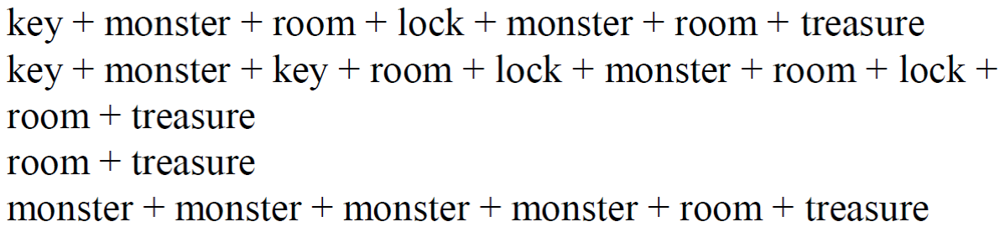 key + monster + room + lock + monster + room + treasure
key + monster + key + room + lock + monster + room + lock +
room + treasure
room + treasure
monster + monster + monster + monster + room + treasure